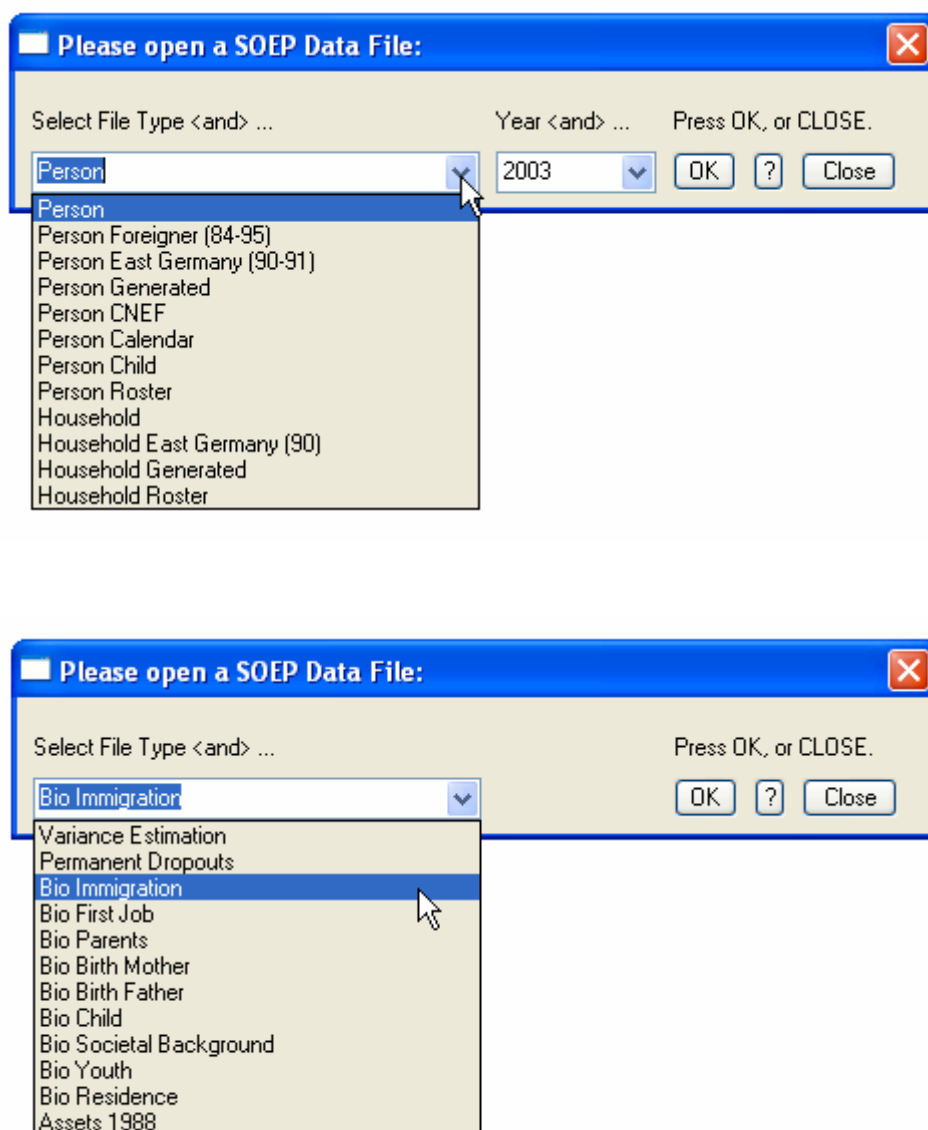 Please open a SOEP Data File:
Select File Type <and> ... Year <and> ... Press OK, or CLOSE.
Person 2003 OK ? Close
Person
Person Foreigner (84-95)
Person East Germany (90-91)
Person Generated
Person CNEF
Person Calendar
Person Child
Person Roster
Household
Household East Germany (90)
Household Generated
Household Roster
Please open a SOEP Data File:
Select File Type <and> ... Press OK, or CLOSE.
Bio Immigration OK ? Close
Variance Estimation
Permanent Dropouts
Bio Immigration
Bio First Job
Bio Parents
Bio Birth Mother
Bio Birth Father
Bio Child
Bio Societal Background
Bio Youth
Bio Residence
Assets 1988